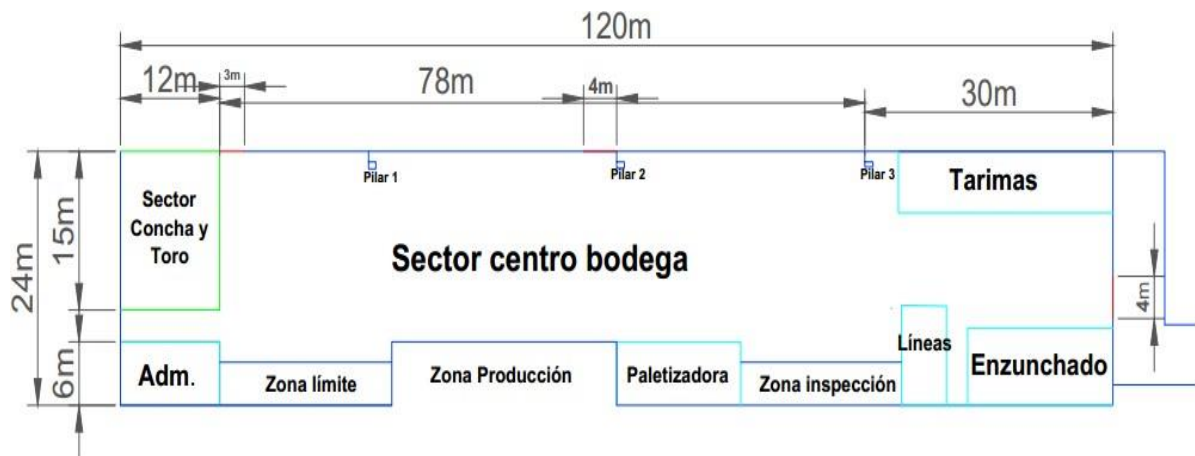 120m
12m
3m
78m
4m
30m
Pilar 1
Pilar 2
Pilar 3
Tarimas
Sector
Concha y
Toro
24m
15m
Sector centro bodega
4m
6m
Adm.
Zona límite
Zona Producción
Paletizadora
Zona inspección
Líneas
Enzunchado